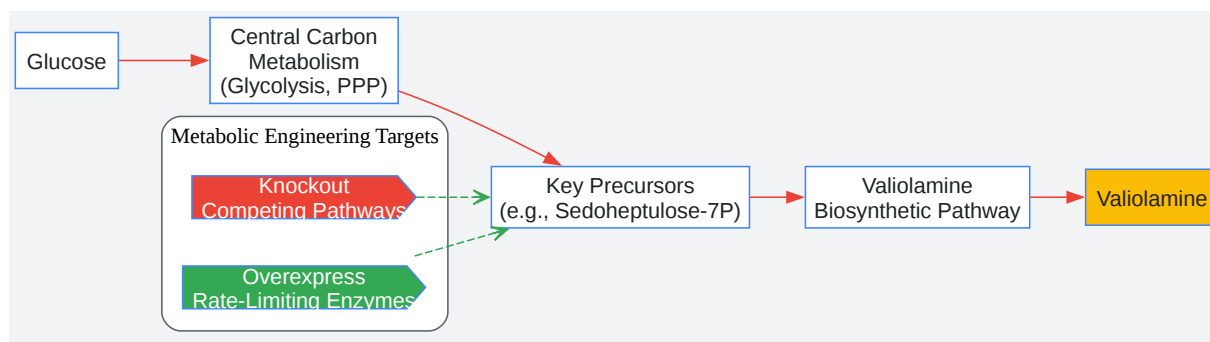 Glucose
Central Carbon
Metabolism
(Glycolysis, PPP)
Metabolic Engineering Targets
Knockout
Competing Pathways
Overexpress
Rate-Limiting Enzymes
Key Precursors
(e.g., Sedoheptulose-7P)
Valiolamine
Biosynthetic Pathway
Valiolamine